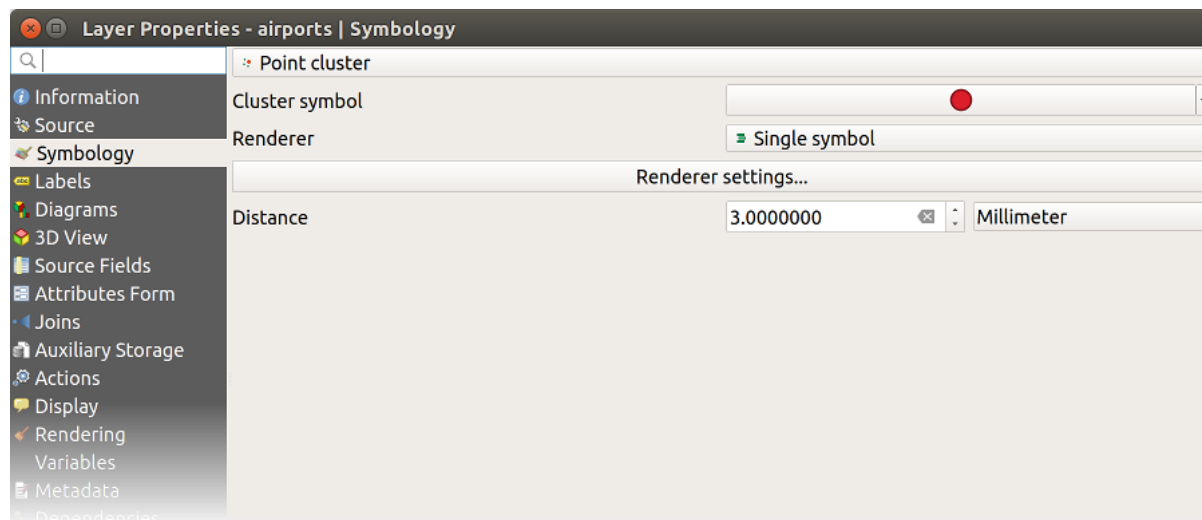 Layer Properties - airports | Symbology
Point cluster
Information
Cluster symbol
Source
Renderer
Single symbol
Symbology
Labels
Renderer settings...
Diagrams
Distance
3.0000000
Millimeter
3D View
Source Fields
Attributes Form
Joins
Auxiliary Storage
Actions
Display
Rendering
Variables
Metadata
Dependencies